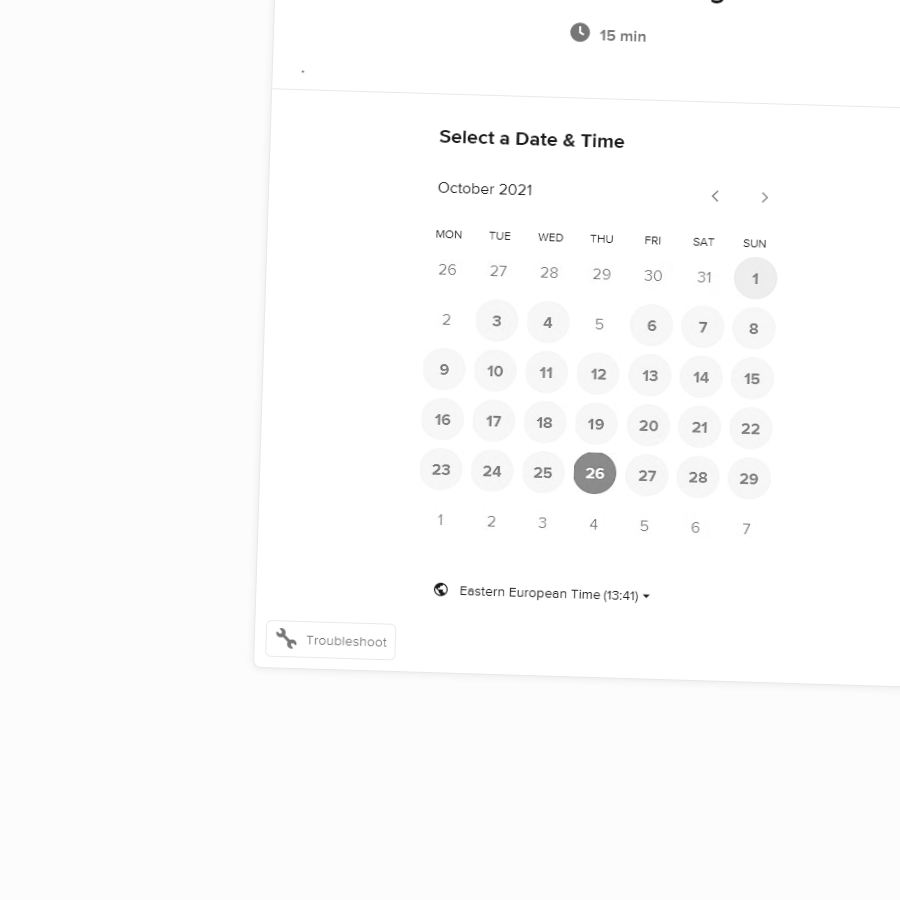 15 min
.
Select a Date & Time
October 2021
MON TUE WED THU FRI SAT SUN
26 27 28 29 30 31 1
2 3 4 5 6 7 8
9 10 11 12 13 14 15
16 17 18 19 20 21 22
23 24 25 26 27 28 29
1 2 3 4 5 6 7
Eastern European Time (13:41)
Troubleshoot